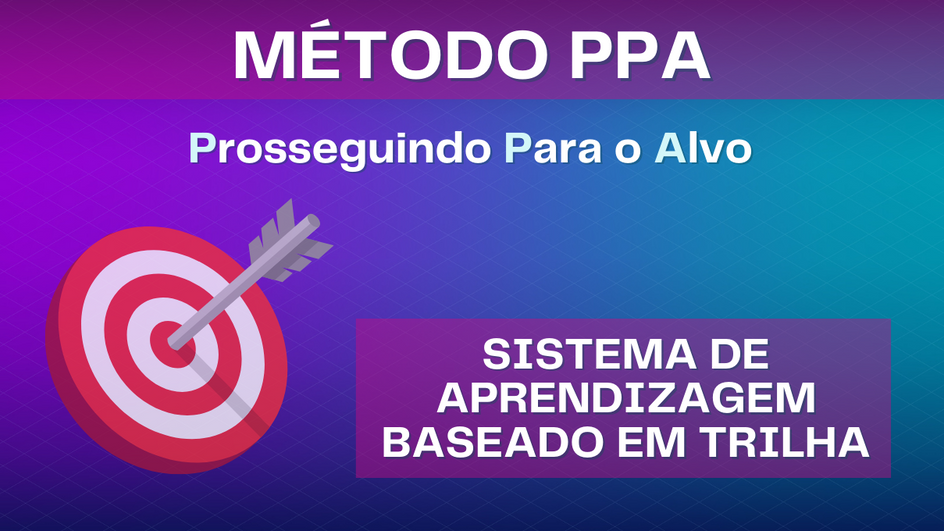 MÉTODO PPA
Prosseguindo Para o Alvo
SISTEMA DE
APRENDIZAGEM
BASEADO EM TRILHA